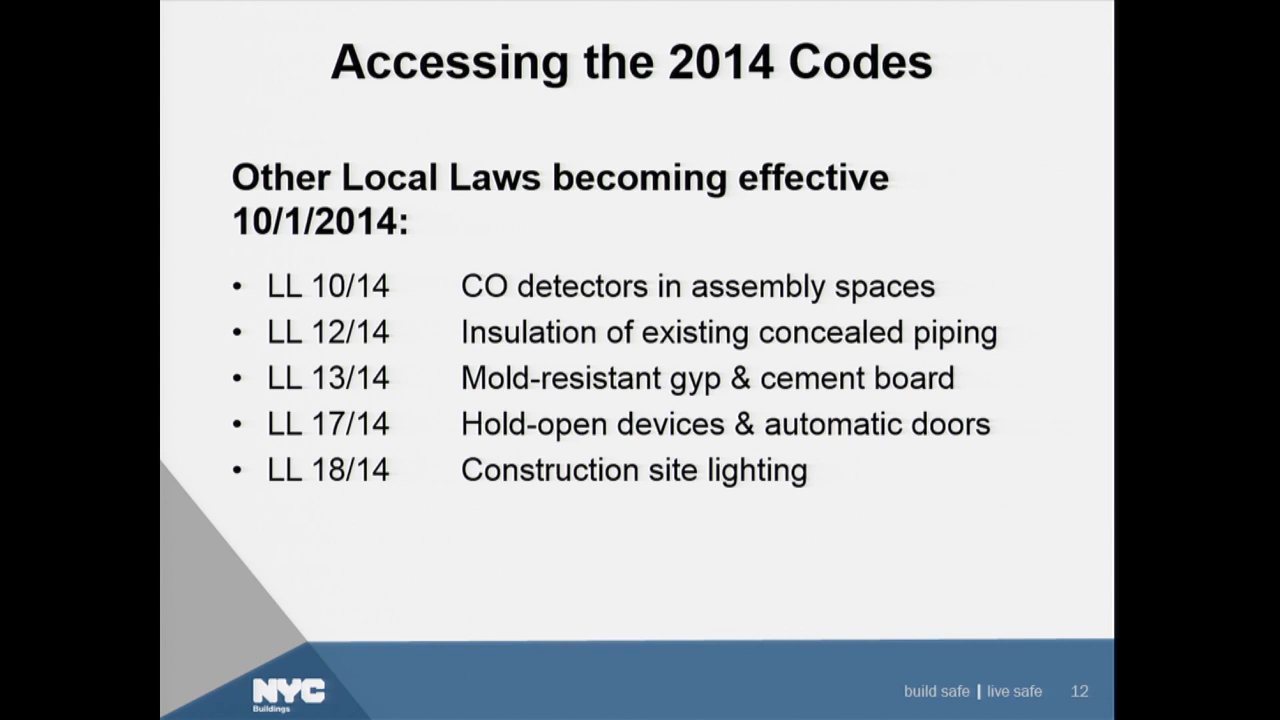 Accessing the 2014 Codes
Other Local Laws becoming effective
10/1/2014:
• LL 10/14 CO detectors in assembly spaces
• LL 12/14 Insulation of existing concealed piping
• LL 13/14 Mold-resistant gyp & cement board
• LL 17/14 Hold-open devices & automatic doors
• LL 18/14 Construction site lighting
NYC
Buildings
build safe | live safe 12